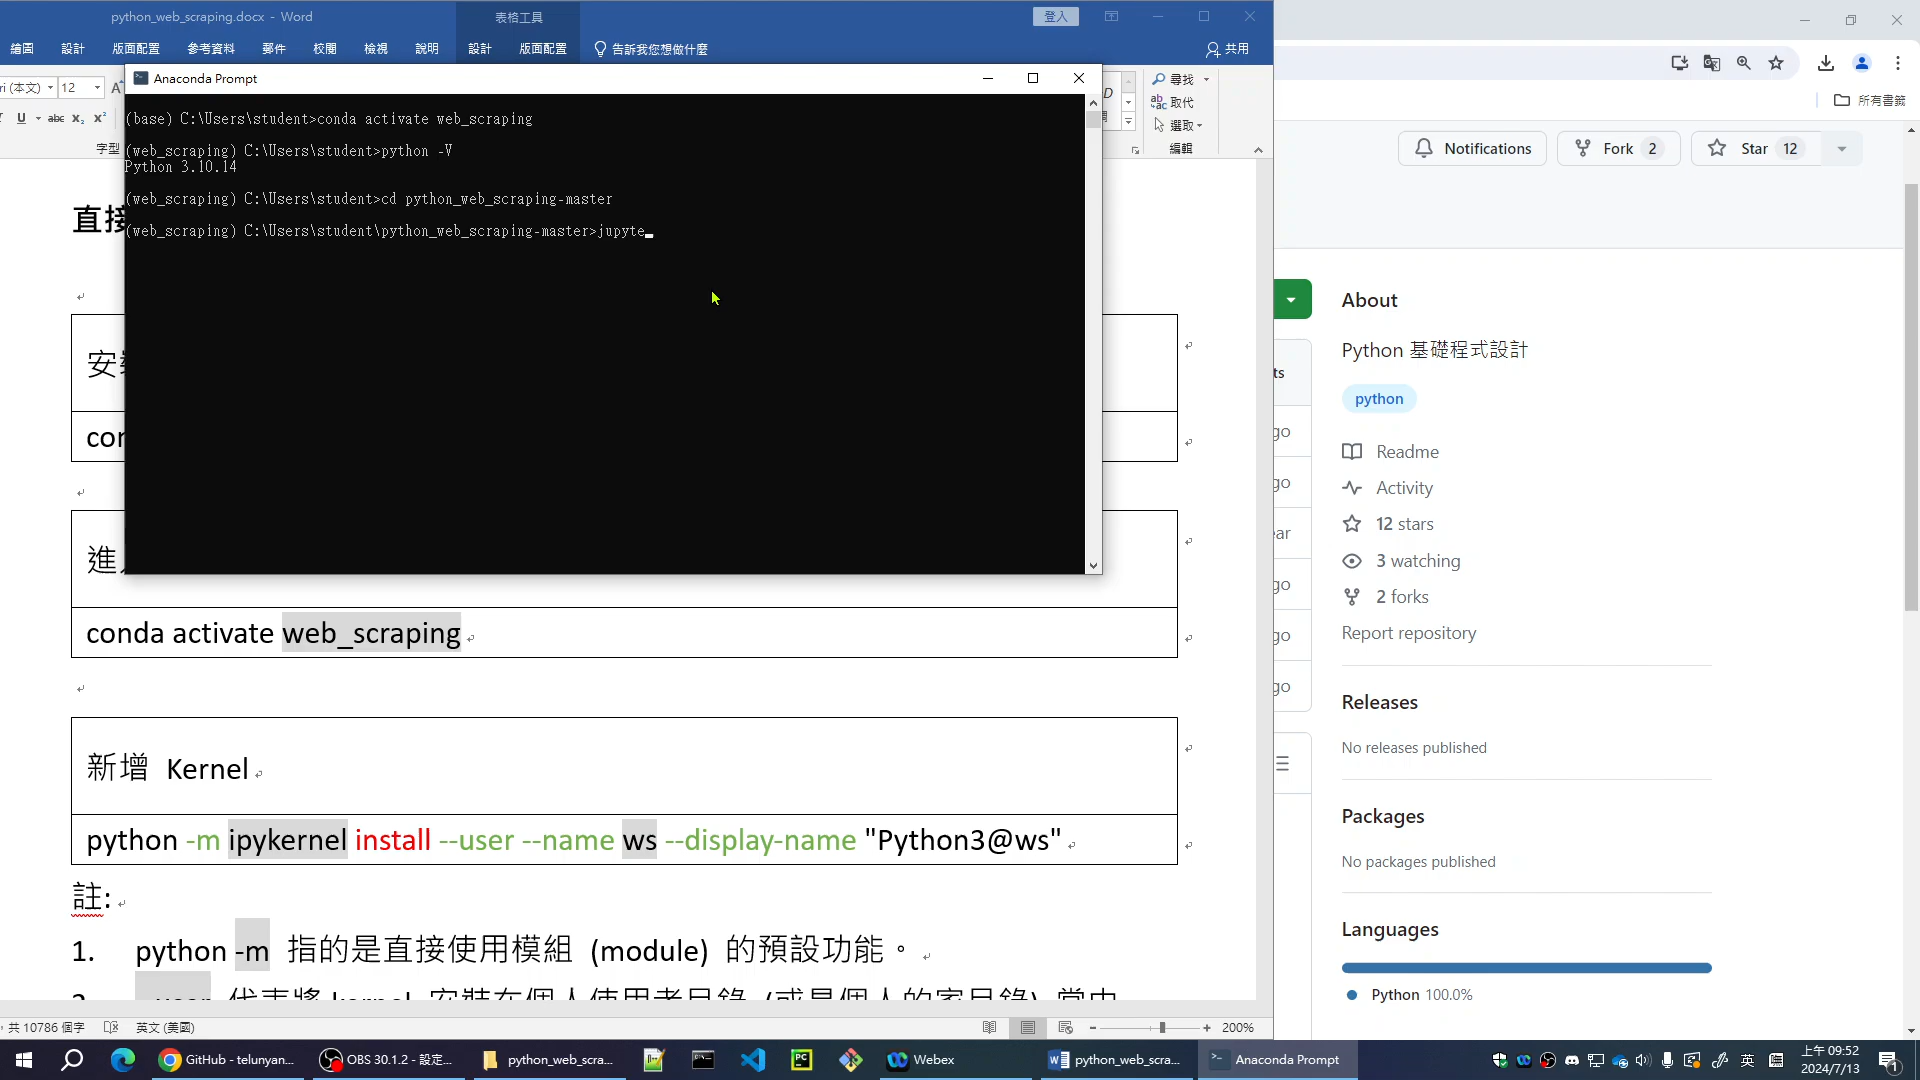 python_web_scraping.docx - Word
表格工具
登入
繪圖 設計 版面配置 參考資料 郵件 校閱 檢視 說明 設計 版面配置 告訴我您想做什麼 共用
12
字型
尋找
取代
選取
編輯
Anaconda Prompt
(base) C:\Users\student>conda activate web_scraping
(web_scraping) C:\Users\student>python -V
Python 3.10.14
(web_scraping) C:\Users\student>cd python_web_scraping-master
(web_scraping) C:\Users\student\python_web_scraping-master>jupyte
直接
conda activate web_scraping
新增 Kernel
python -m ipykernel install --user --name ws --display-name "Python3@ws"
註:
1. python -m 指的是直接使用模組 (module) 的預設功能。
共 10786 個字 英文 (美國)
200%
所有書籤
Notifications
Fork 2
Star 12
About
Python 基礎程式設計
python
Readme
Activity
12 stars
3 watching
2 forks
Report repository
Releases
No releases published
Packages
No packages published
Languages
Python 100.0%
GitHub - telunyan...
OBS 30.1.2 - 設定...
python_web_scra...
Webex
python_web_scra...
Anaconda Prompt
英
上午 09:52
2024/7/13
1